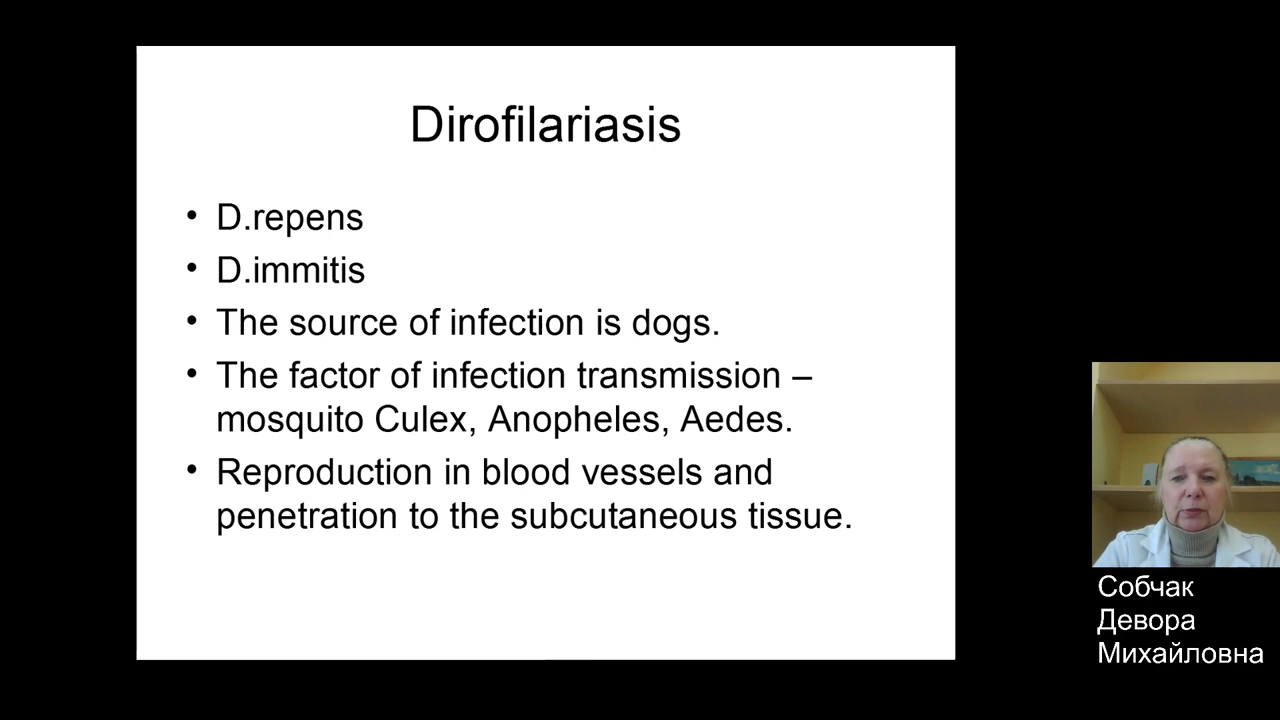 Dirofilariasis
• D.repens
• D.immitis
• The source of infection is dogs.
• The factor of infection transmission –
mosquito Culex, Anopheles, Aedes.
• Reproduction in blood vessels and
penetration to the subcutaneous tissue.
Собчак
Девора
Михайловна